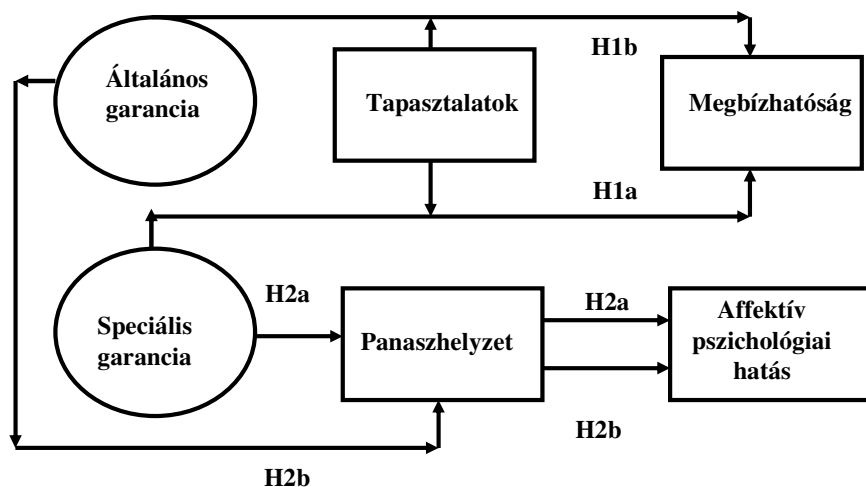 H1b
Általános
garancia
Tapasztalatok
Megbízhatóság
H1a
H2a
H2a
Speciális
garancia
Panaszhelyzet
Affektív
pszichológiai
hatás
H2b
H2b